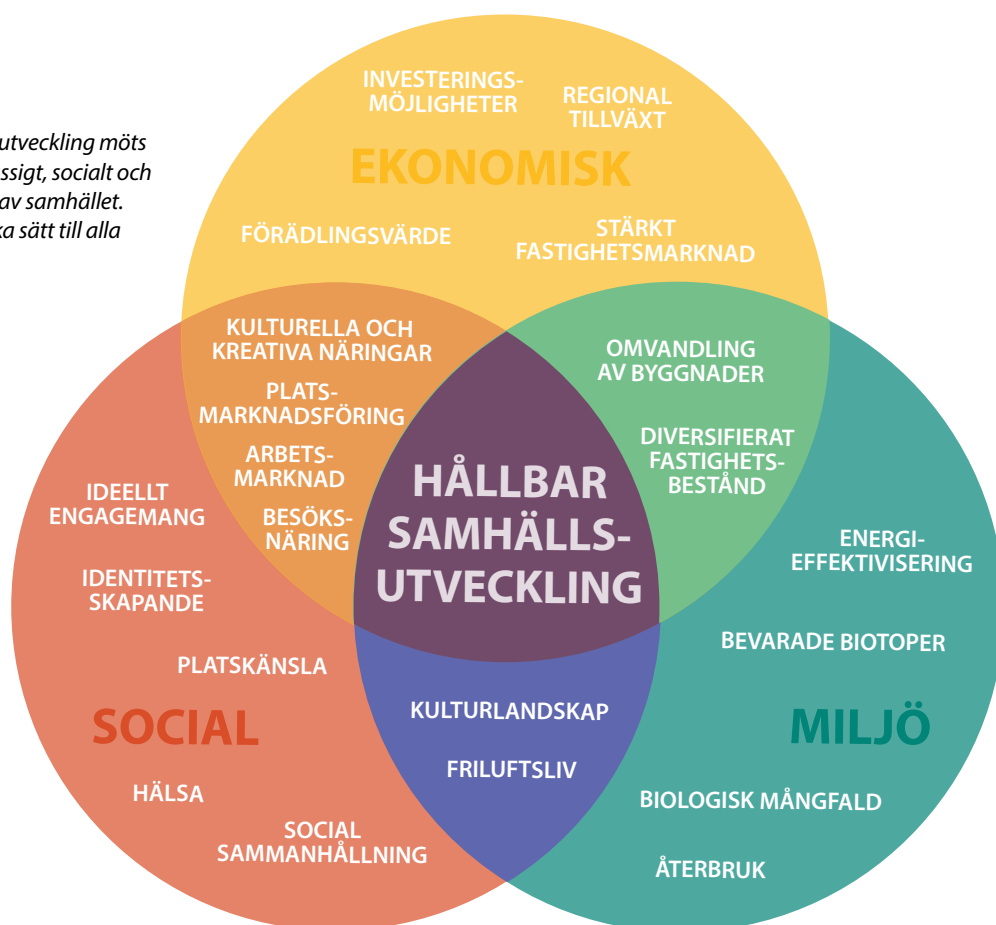 utveckling möts
socialt och
av samhället.
sätt till alla
INVESTERINGS-
MÖJLIGHETER
REGIONAL
TILLVÄXT
EKONOMISK
FÖRÄDLINGSVÄRDE
STÄRKT
FASTIGHETSMARKNAD
KULTURELLA OCH
KREATIVA NÄRINGAR
PLATS-
MARKNADSFÖRING
ARBETS-
MARKNAD
BESÖKS-
NÄRING
OMVANDLING
AV BYGGNADER
DIVERSIFIERAT
FASTIGHETS-
BESTÅND
HÅLLBAR
SAMHÄLLS-
UTVECKLING
IDEELLT
ENGAGEMANG
IDENTITETS-
SKAPANDE
PLATSKÄNSLA
SOCIAL
HÄLSA
SOCIAL
SAMMANHÅLLNING
KULTURLANDSKAP
FRILUFTSLIV
ENERGI-
EFFEKTIVISERING
BEVARADE BIOTOPER
MILJÖ
BIOLOGISK MÅNGFALD
ÅTERBRUK